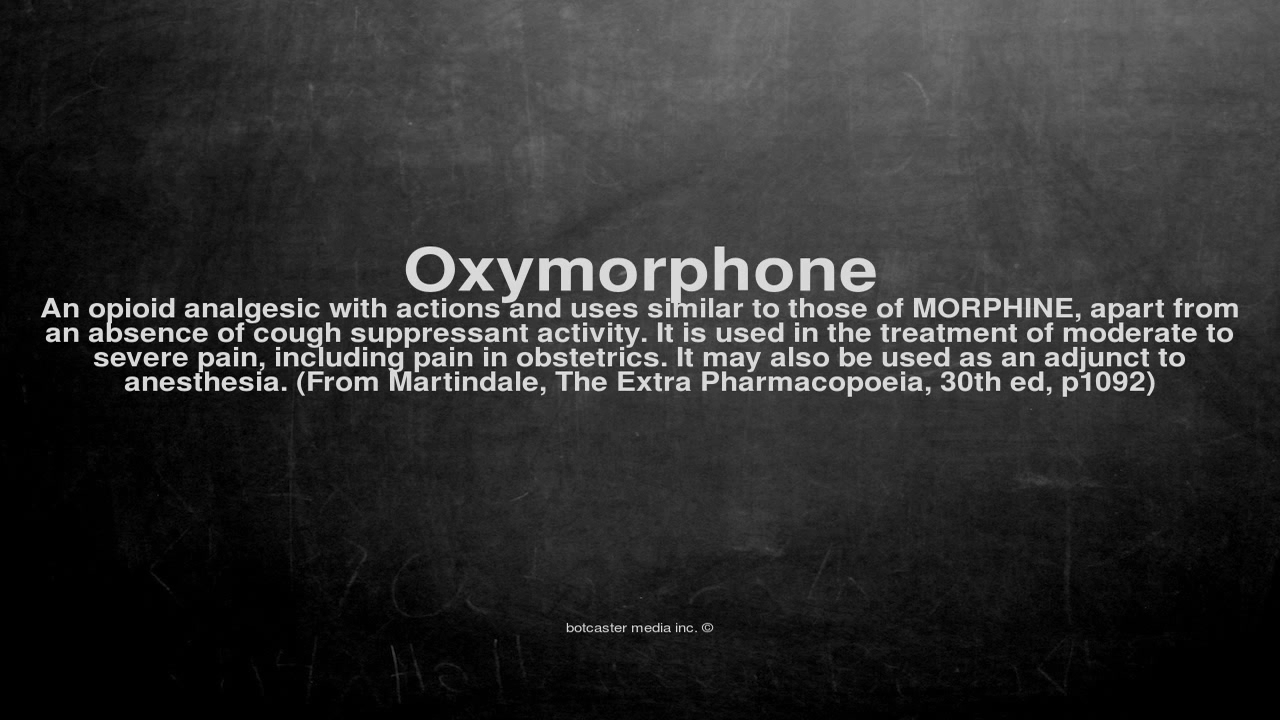 Oxymorphone
An opioid analgesic with actions and uses similar to those of MORPHINE, apart from
an absence of cough suppressant activity. It is used in the treatment of moderate to
severe pain, including pain in obstetrics. It may also be used as an adjunct to
anesthesia. (From Martindale, The Extra Pharmacopoeia, 30th ed, p1092)
botcaster media inc. ©